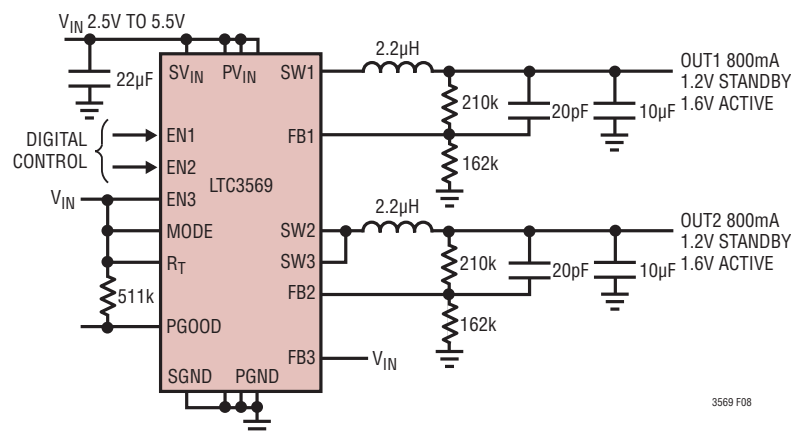 VIN 2.5V TO 5.5V
22µF
DIGITAL
CONTROL
VIN
511k
SVIN
PVIN
SW1
EN1
FB1
EN2
LTC3569
EN3
MODE
SW2
RT
SW3
FB2
PGOOD
FB3
SGND
PGND
2.2µH
210k
20pF
10µF
162k
OUT1 800mA
1.2V STANDBY
1.6V ACTIVE
2.2µH
210k
20pF
10µF
162k
OUT2 800mA
1.2V STANDBY
1.6V ACTIVE
VIN
3569 F08